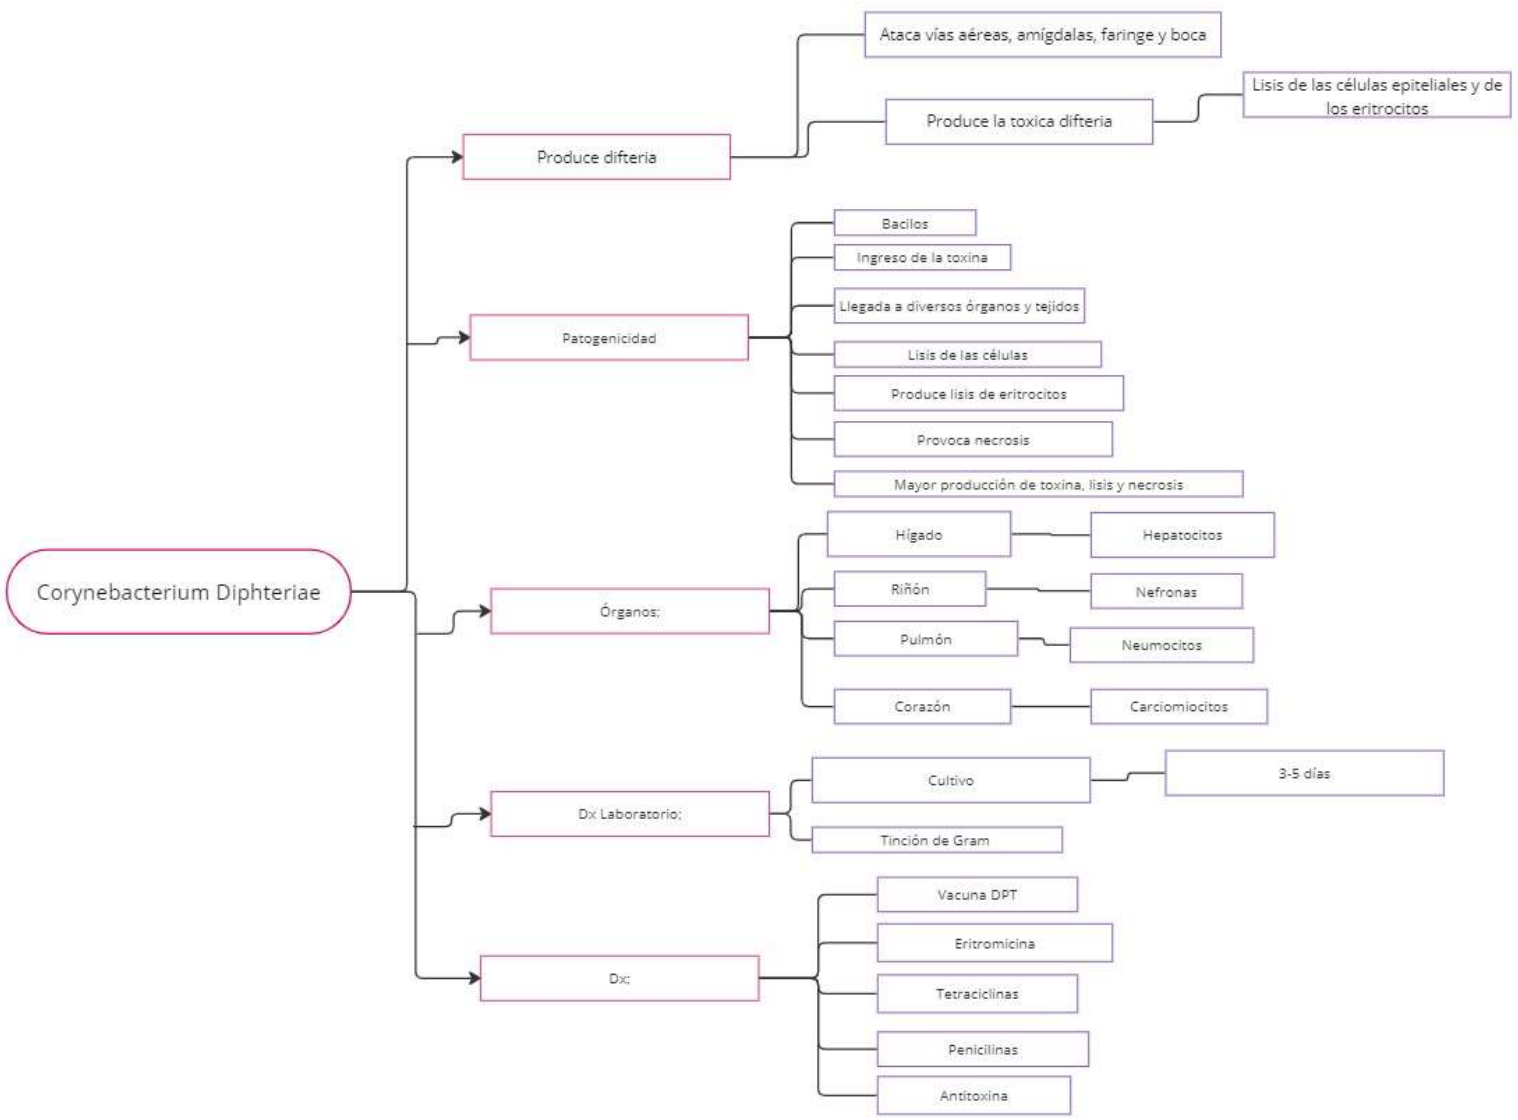 Corynebacterium Diphteriae
Produce difteria
Ataca vías aéreas, amígdalas, faringe y boca
Produce la toxica difteria
Lisis de las células epiteliales y de
los eritrocitos
Patogenicidad
Bacilos
Ingreso de la toxina
Llegada a diversos órganos y tejidos
Lisis de las células
Produce lisis de eritrocitos
Provoca necrosis
Mayor producción de toxina, lisis y necrosis
Órganos;
Hígado
Hepatocitos
Riñón
Nefronas
Pulmón
Neumocitos
Corazón
Carciomiocitos
Dx Laboratorio;
Cultivo
3-5 días
Tinción de Gram
Dx;
Vacuna DPT
Eritromicina
Tetraciclinas
Penicilinas
Antitoxina